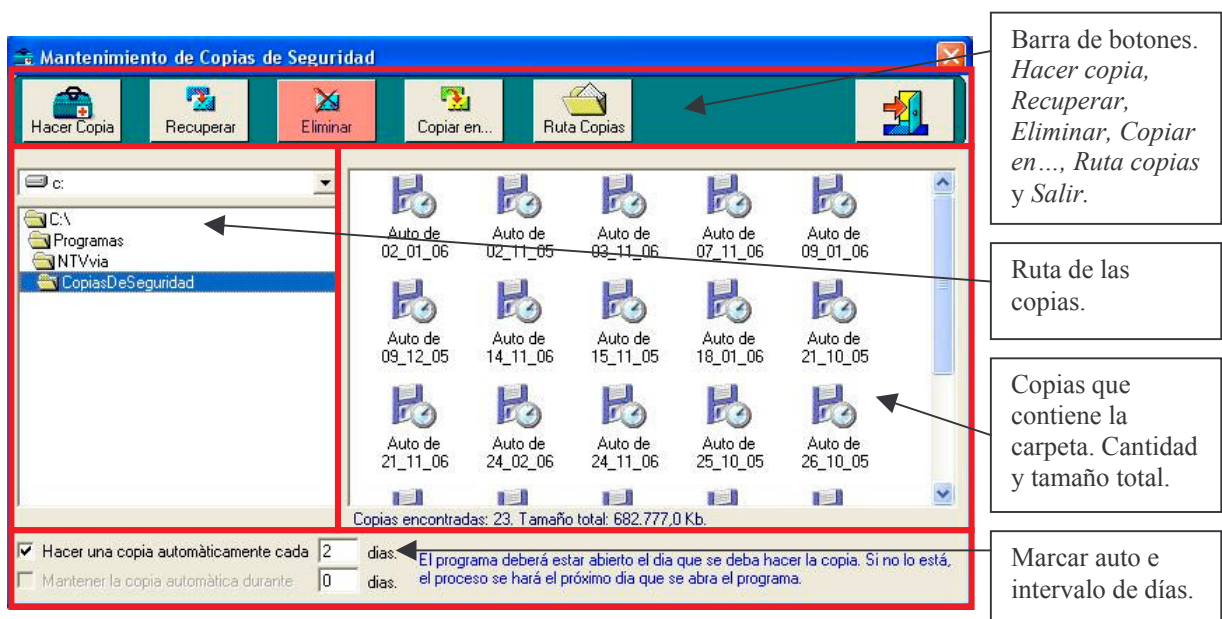 Mantenimiento de Copias de Seguridad
Hacer Copia
Recuperar
Eliminar
Copiar en...
Ruta Copias
c:
C:\
Programas
NTVvia
CopiasDeSeguridad
Auto de
02_01_06
Auto de
02_11_05
Auto de
03_11_06
Auto de
07_11_06
Auto de
09_01_06
Auto de
09_12_05
Auto de
14_11_06
Auto de
15_11_05
Auto de
18_01_06
Auto de
21_10_05
Auto de
21_11_06
Auto de
24_02_06
Auto de
24_11_06
Auto de
25_10_05
Auto de
26_10_05
Copias encontradas: 23. Tamaño total: 682.777,0 Kb.
Hacer una copia automàticamente cada 2 dias.
Mantener la copia automàtica durante 0 dias.
El programa deberá estar abierto el dia que se deba hacer la copia. Si no lo está,
el proceso se hará el próximo dia que se abra el programa.
Barra de botones.
Hacer copia,
Recuperar,
Eliminar, Copiar
en…, Ruta copias
y Salir.
Ruta de las
copias.
Copias que
contiene la
carpeta. Cantidad
y tamaño total.
Marcar auto e
intervalo de días.